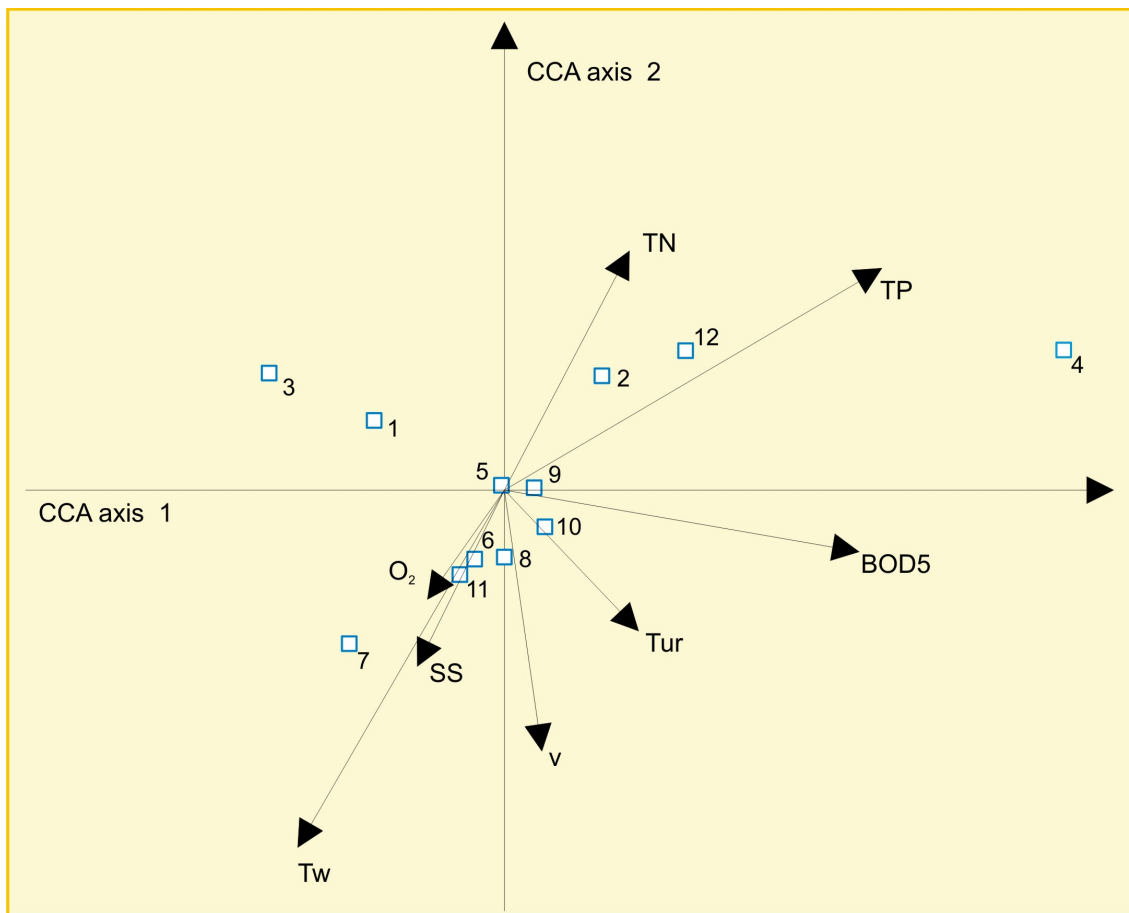 CCA axis 2
TN
TP
12
4
2
3
1
5
9
CCA axis 1
10
6
8
BOD5
O₂
11
Tur
7
SS
v
Tw